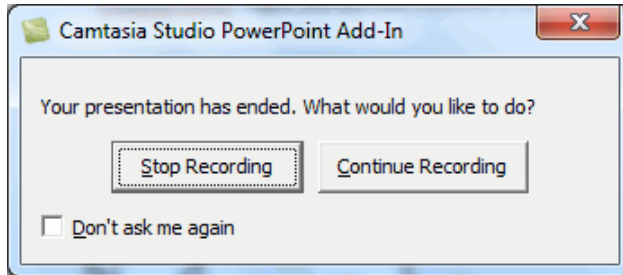 Camtasia Studio PowerPoint Add-In
Your presentation has ended. What would you like to do?
Stop Recording
Continue Recording
Don't ask me again